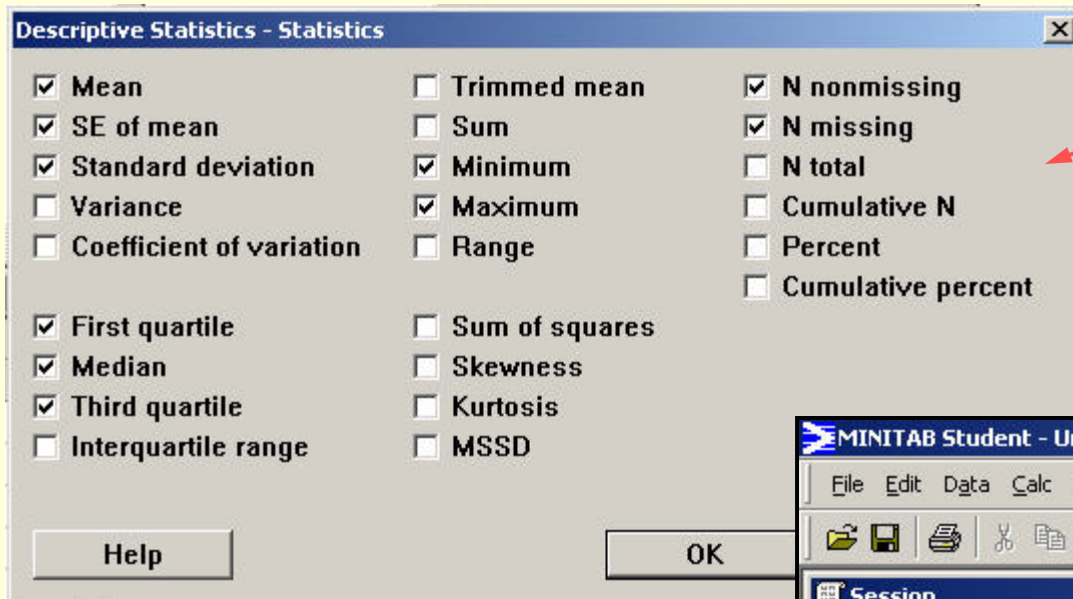 Descriptive Statistics - Statistics
Mean
SE of mean
Standard deviation
Variance
Coefficient of variation
First quartile
Median
Third quartile
Interquartile range
Trimmed mean
Sum
Minimum
Maximum
Range
Sum of squares
Skewness
Kurtosis
MSSD
N nonmissing
N missing
N total
Cumulative N
Percent
Cumulative percent
Help
OK
MINITAB Student -
File Edit Data Calc
Session